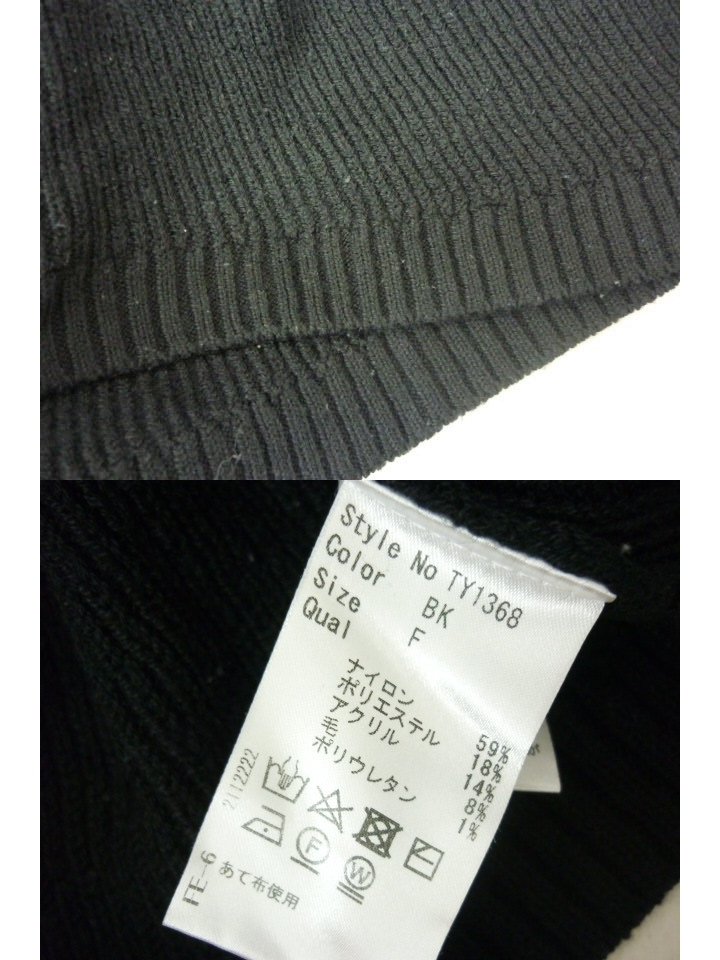 Style No TY1368
Color BK
Size F
Qual
ナイロン 59%
ポリエステル 18%
アクリル 14%
毛 8%
ポリウレタン 1%
2112222
F
W
あて布使用